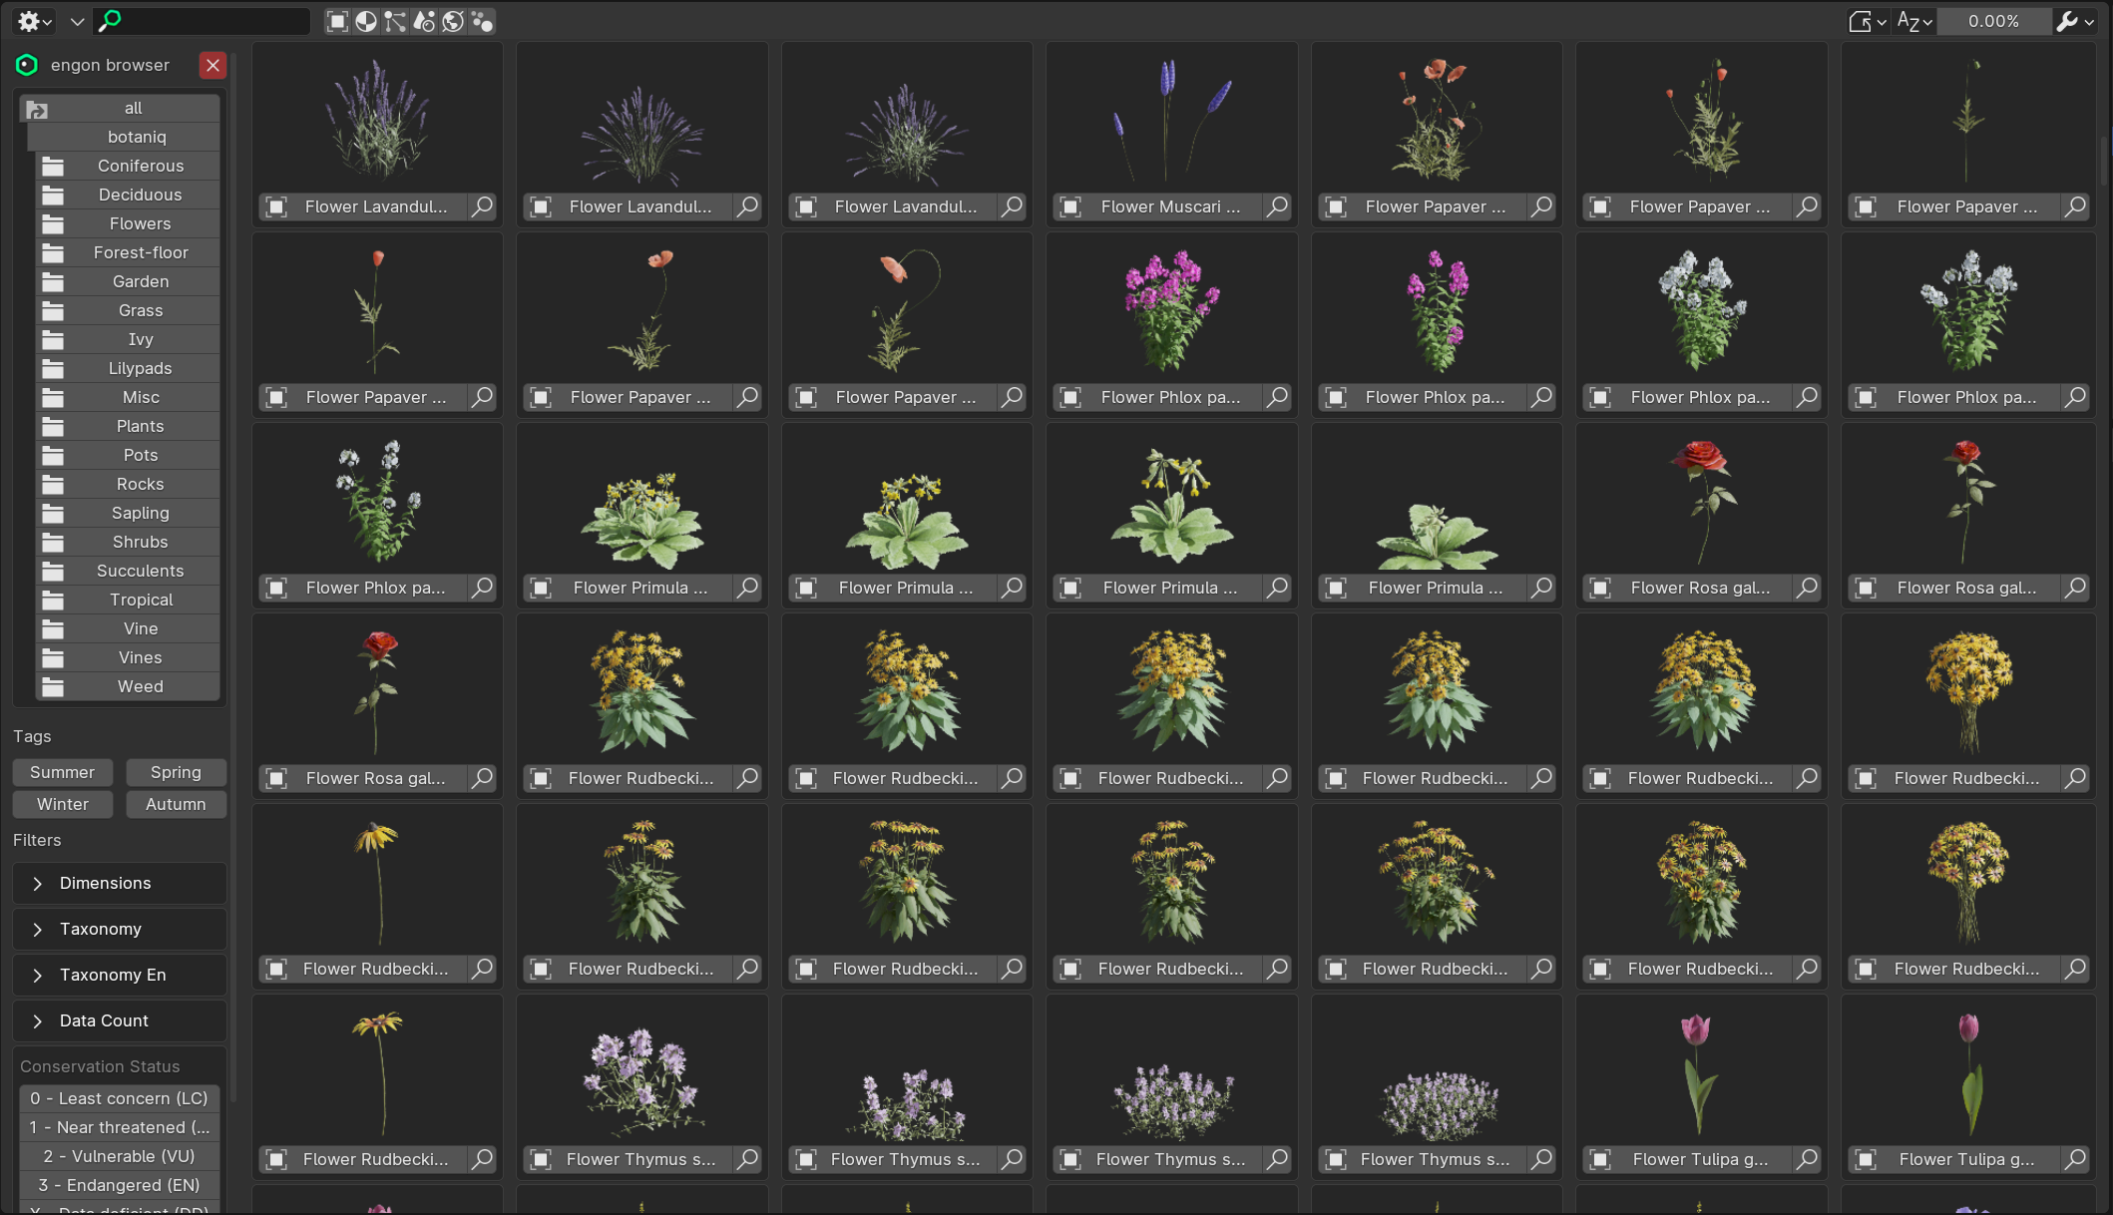 0.00%
engon browser
all
botaniq
Coniferous
Deciduous
Flowers
Forest-floor
Garden
Grass
Ivy
Lilypads
Misc
Plants
Pots
Rocks
Sapling
Shrubs
Succulents
Tropical
Vine
Vines
Weed
Tags
Summer Spring
Winter Autumn
Filters
Dimensions
Taxonomy
Taxonomy En
Data Count
Conservation Status
0 - Least concern (LC)
1 - Near threatened (...
2 - Vulnerable (VU)
3 - Endangered (EN)
X - Data deficient (DD)
Flower Lavandul... Flower Lavandul... Flower Lavandul... Flower Muscari ... Flower Papaver ... Flower Papaver ... Flower Papaver ...
Flower Papaver ... Flower Papaver ... Flower Papaver ... Flower Phlox pa... Flower Phlox pa... Flower Phlox pa... Flower Phlox pa...
Flower Phlox pa... Flower Primula ... Flower Primula ... Flower Primula ... Flower Primula ... Flower Rosa gal... Flower Rosa gal...
Flower Rosa gal... Flower Rudbecki... Flower Rudbecki... Flower Rudbecki... Flower Rudbecki... Flower Rudbecki... Flower Rudbecki...
Flower Rudbecki... Flower Rudbecki... Flower Rudbecki... Flower Rudbecki... Flower Rudbecki... Flower Rudbecki... Flower Rudbecki...
Flower Rudbecki... Flower Thymus s... Flower Thymus s... Flower Thymus s... Flower Thymus s... Flower Tulipa g... Flower Tulipa g...